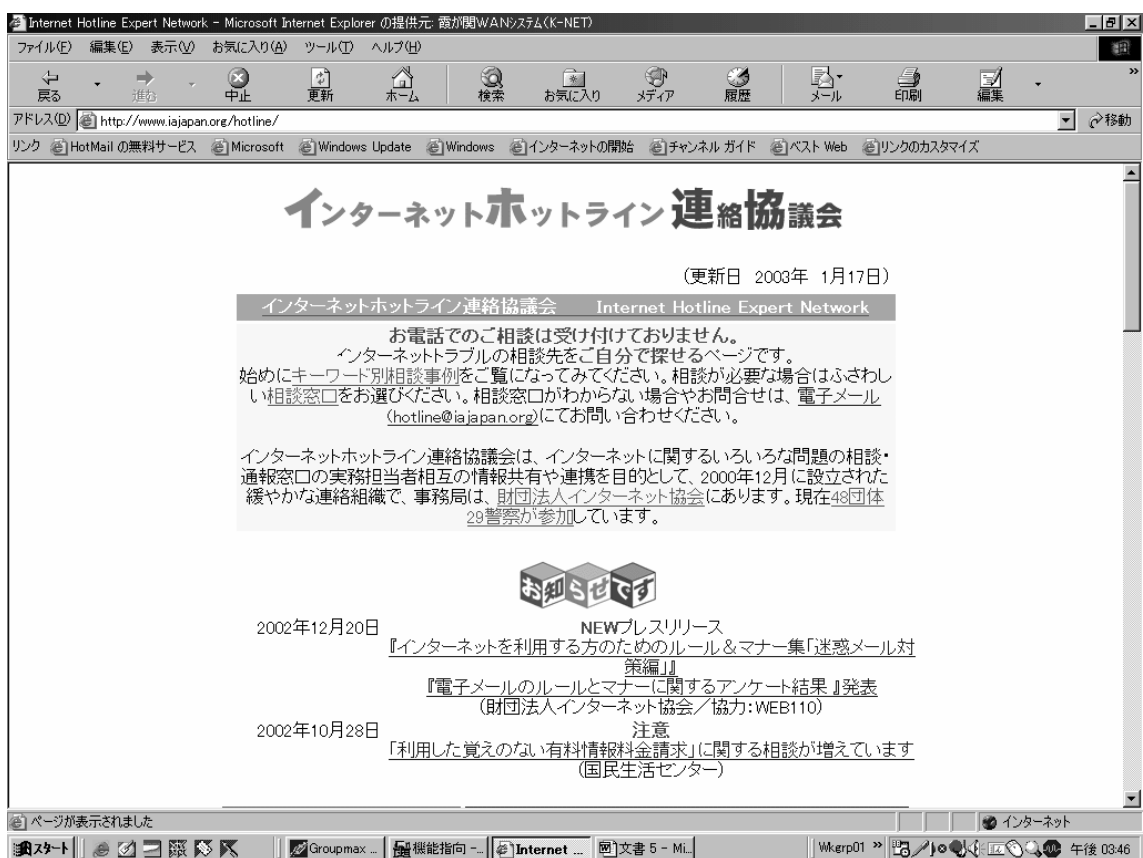 Internet Hotline Expert Network - Microsoft Internet Explorer の提供元: 霞が関WANシステム(K-NET)
ファイル(F) 編集(E) 表示(V) お気に入り(A) ツール(T) ヘルプ(H)
戻る 進む 中止 更新 ホーム 検索 お気に入り メディア 履歴 メール 印刷 編集
アドレス(D) http://www.iajapan.org/hotline/ 移動
リンク HotMail の無料サービス Microsoft Windows Update Windows インターネットの開始 チャンネル ガイド ベスト Web リンクのカスタマイズ
インターネットホットライン連絡協議会
(更新日 2003年 1月17日)
インターネットホットライン連絡協議会 Internet Hotline Expert Network
お電話でのご相談は受け付けておりません。
インターネットトラブルの相談先をご自分で探せるページです。
始めにキーワード別相談事例をご覧になってみてください。相談が必要な場合はふさわし
い相談窓口をお選びください。相談窓口がわからない場合やお問合せは、電子メール
(hotline@iajapan.org)にてお問い合わせください。
インターネットホットライン連絡協議会は、インターネットに関するいろいろな問題の相談・
通報窓口の実務担当者相互の情報共有や連携を目的として、2000年12月に設立された
緩やかな連絡組織で、事務局は、財団法人インターネット協会にあります。現在48団体
29警察が参加しています。
お知らせです
2002年12月20日 NEWプレスリリース
『インターネットを利用する方のためのルール&マナー集「迷惑メール対
策編」』
『電子メールのルールとマナーに関するアンケート結果 』発表
(財団法人インターネット協会/協力:WEB110)
2002年10月28日 注意
「利用した覚えのない有料情報料金請求」に関する相談が増えています
(国民生活センター)
ページが表示されました インターネット
スタート Groupmax ... 機能指向 -... Internet ... 文書 5 - Mi... Wkgrp01 » 午後 03:46